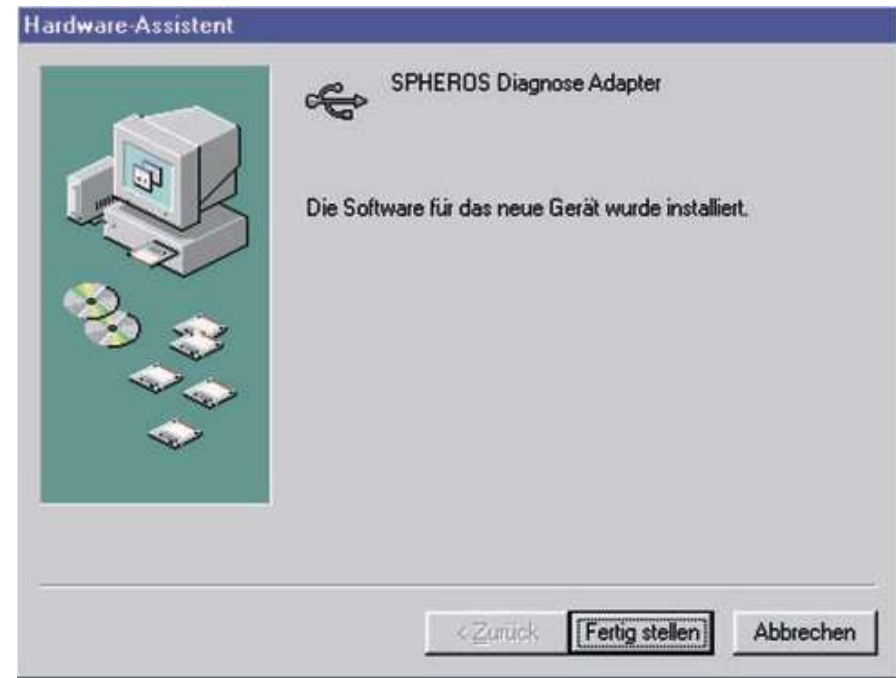 Hardware-Assistent
SPHEROS Diagnose Adapter
Die Software für das neue Gerät wurde installiert.
< Zurück
Fertig stellen
Abbrechen